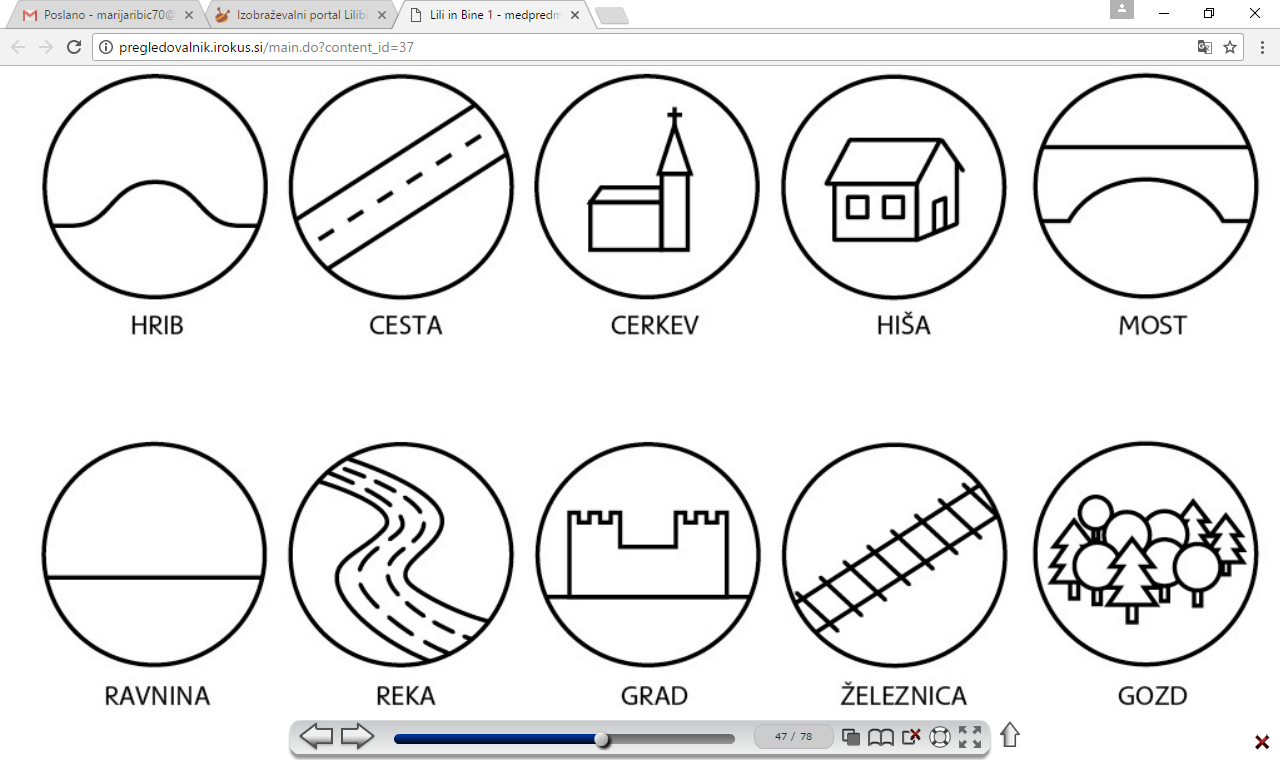 Poslano - marijaribic70@
Izobraževalni portal Lilib
Lili in Bine 1 - medpredm
pregledovalnik.irokus.si/main.do?content_id=37
HRIB
CESTA
CERKEV
HIŠA
MOST
RAVNINA
REKA
GRAD
ŽELEZNICA
GOZD
47 / 78